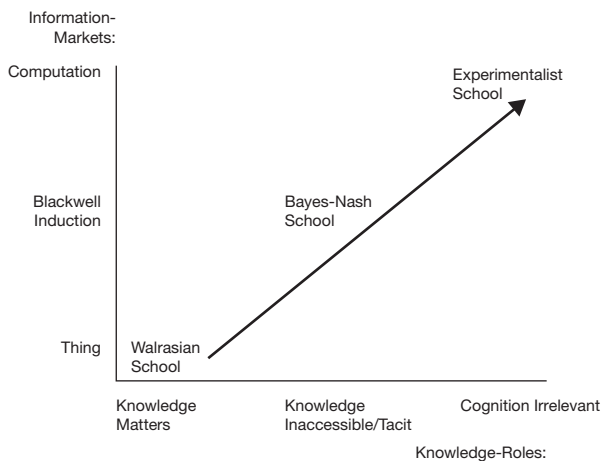 Information-
Markets:
Computation
Experimentalist
School
Blackwell
Induction
Bayes-Nash
School
Thing
Walrasian
School
Knowledge
Matters
Knowledge
Inaccessible/Tacit
Cognition Irrelevant
Knowledge-Roles: